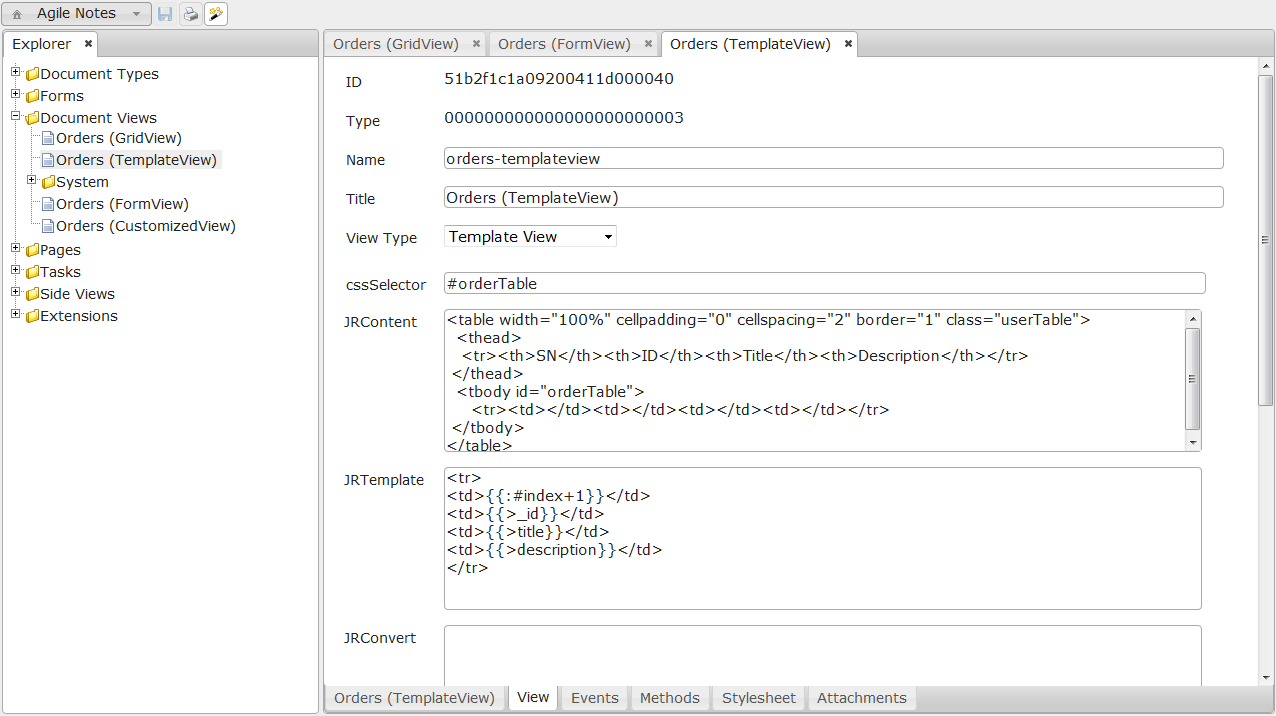 Agile Notes
Explorer
Document Types
Forms
Document Views
Orders (GridView)
Orders (TemplateView)
System
Orders (FormView)
Orders (CustomizedView)
Pages
Tasks
Side Views
Extensions
Orders (GridView) Orders (FormView) Orders (TemplateView)
ID 51b2f1c1a09200411d000040
Type 000000000000000000000003
Name orders-templateview
Title Orders (TemplateView)
View Type Template View
cssSelector #orderTable
JRContent <table width="100%" cellpadding="0" cellspacing="2" border="1" class="userTable">
<thead>
<tr><th>SN</th><th>ID</th><th>Title</th><th>Description</th></tr>
</thead>
<tbody id="orderTable">
<tr><td></td><td></td><td></td><td></td></tr>
</tbody>
</table>
JRTemplate <tr>
<td>{{:#index+1}}</td>
<td>{{>_id}}</td>
<td>{{>title}}</td>
<td>{{>description}}</td>
</tr>
JRConvert
Orders (TemplateView) View Events Methods Stylesheet Attachments